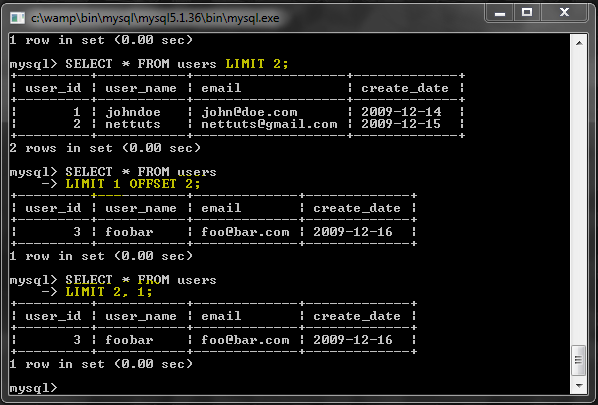 c:\wamp\bin\mysql\mysql5.1.36\bin\mysql.exe
1 row in set (0.00 sec)
mysql> SELECT * FROM users LIMIT 2;
+---------+-----------+-------------------+-------------+
| user_id | user_name | email             | create_date |
+---------+-----------+-------------------+-------------+
|       1 | johndoe   | john@doe.com      | 2009-12-14  |
|       2 | nettuts   | nettuts@gmail.com | 2009-12-15  |
+---------+-----------+-------------------+-------------+
2 rows in set (0.00 sec)
mysql> SELECT * FROM users
    -> LIMIT 1 OFFSET 2;
+---------+-----------+-------------+-------------+
| user_id | user_name | email       | create_date |
+---------+-----------+-------------+-------------+
|       3 | foobar    | foo@bar.com | 2009-12-16  |
+---------+-----------+-------------+-------------+
1 row in set (0.00 sec)
mysql> SELECT * FROM users
    -> LIMIT 2, 1;
+---------+-----------+-------------+-------------+
| user_id | user_name | email       | create_date |
+---------+-----------+-------------+-------------+
|       3 | foobar    | foo@bar.com | 2009-12-16  |
+---------+-----------+-------------+-------------+
1 row in set (0.00 sec)
mysql>